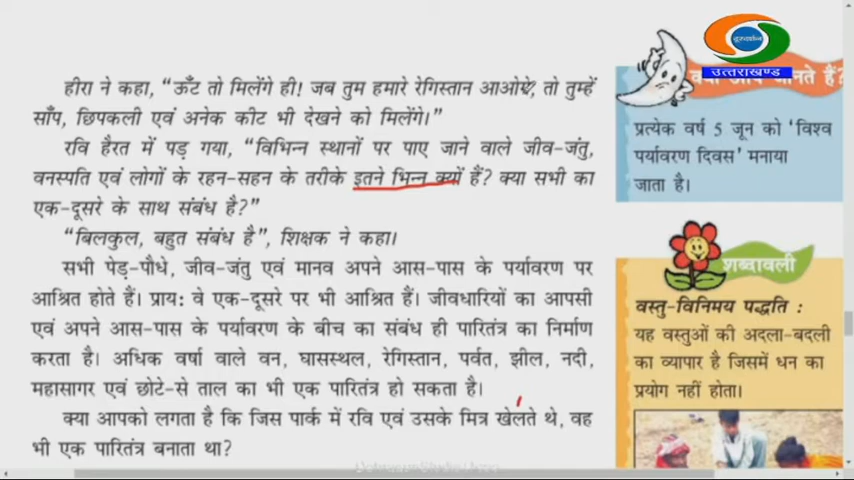 हीरा ने कहा, “ऊँट तो मिलेंगे ही! जब तुम हमारे रेगिस्तान आओगे, तो तुम्हें
साँप, छिपकली एवं अनेक कीट भी देखने को मिलेंगे।”
रवि हैरत में पड़ गया, “विभिन्न स्थानों पर पाए जाने वाले जीव-जंतु,
वनस्पति एवं लोगों के रहन-सहन के तरीके इतने भिन्न क्यों हैं? क्या सभी का
एक-दूसरे के साथ संबंध है?”
“बिलकुल, बहुत संबंध है”, शिक्षक ने कहा।
सभी पेड़-पौधे, जीव-जंतु एवं मानव अपने आस-पास के पर्यावरण पर
आश्रित होते हैं। प्राय: वे एक-दूसरे पर भी आश्रित हैं। जीवधारियों का आपसी
एवं अपने आस-पास के पर्यावरण के बीच का संबंध ही पारितंत्र का निर्माण
करता है। अधिक वर्षा वाले वन, घासस्थल, रेगिस्तान, पर्वत, झील, नदी,
महासागर एवं छोटे-से ताल का भी एक पारितंत्र हो सकता है।
क्या आपको लगता है कि जिस पार्क में रवि एवं उसके मित्र खेलते थे, वह
भी एक पारितंत्र बनाता था?
दूरदर्शन
उत्तराखण्ड
जानते हैं?
प्रत्येक वर्ष 5 जून को ‘विश्व
पर्यावरण दिवस’ मनाया
जाता है।
शब्दावली
वस्तु-विनिमय पद्धति :
यह वस्तुओं की अदला-बदली
का व्यापार है जिसमें धन का
प्रयोग नहीं होता।